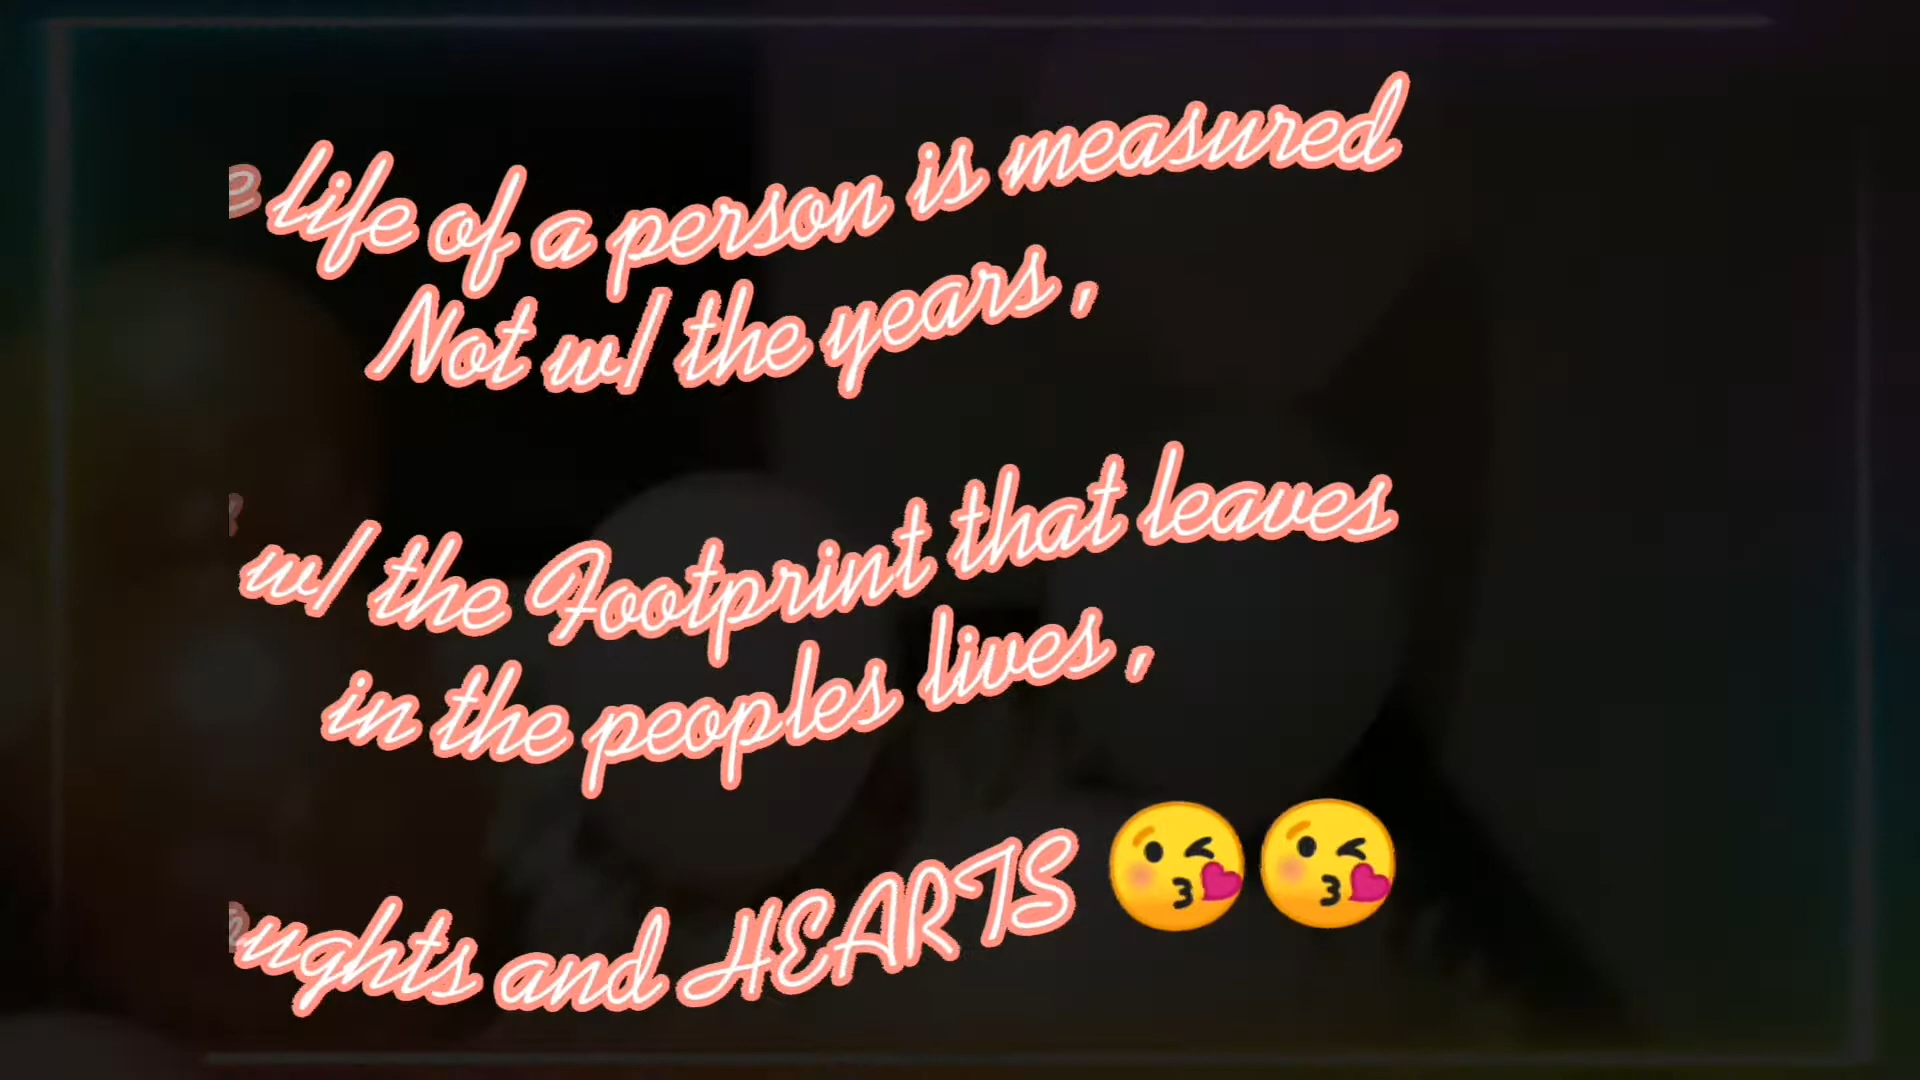 life of a person is measured
Not w/ the years ,
w/ the Footprint that leaves
in the peoples lives ,
ughts and HEARTS 😘😘